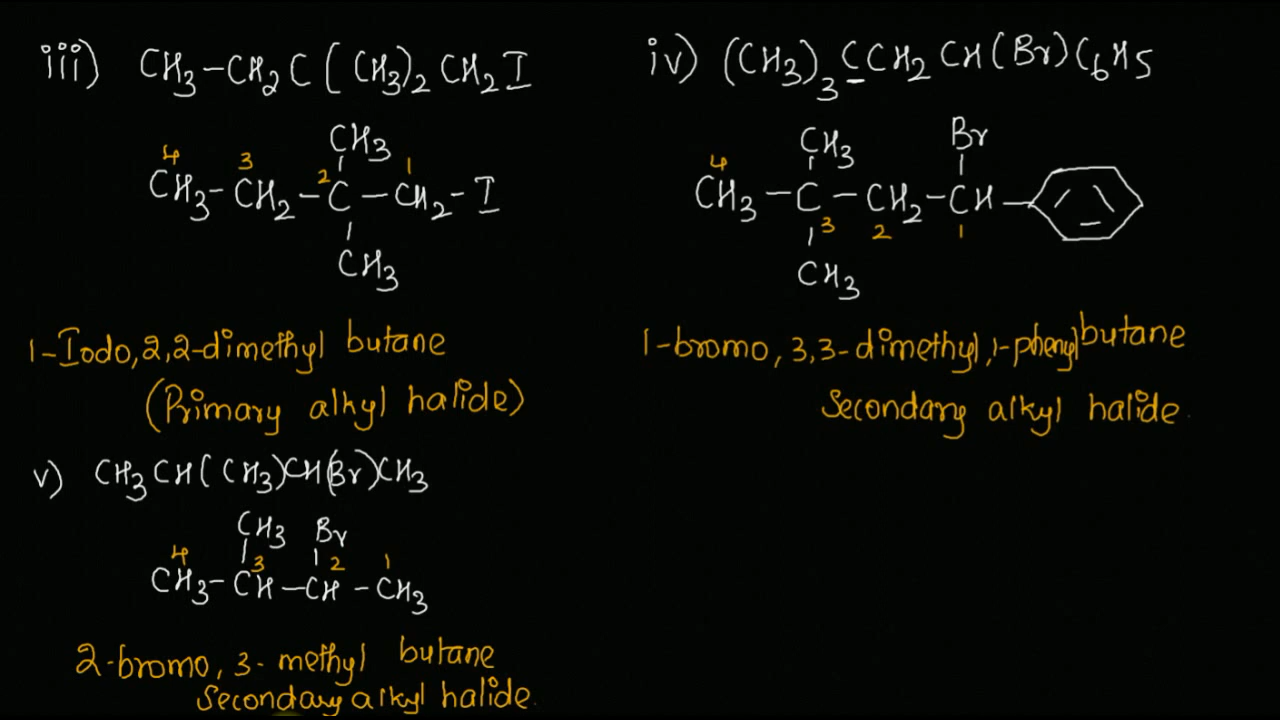 iii) CH3-CH2C((CH3)2CH2I
CH3
4 3 2 1
CH3-CH2-C-CH2-I
CH3
1-Iodo,2,2-dimethyl butane
(Primary alkyl halide)
iv) (CH3)3CCH2CH(Br)C6H5
CH3 Br
4
CH3-C-CH2-CH-
3 2 1
CH3
1-bromo, 3,3-dimethyl,1-phenyl butane
Secondary alkyl halide.
v) CH3CH(CH3)CH(Br)CH3
CH3 Br
4 3 2 1
CH3-CH-CH-CH3
2-bromo, 3-methyl butane
Secondary alkyl halide.